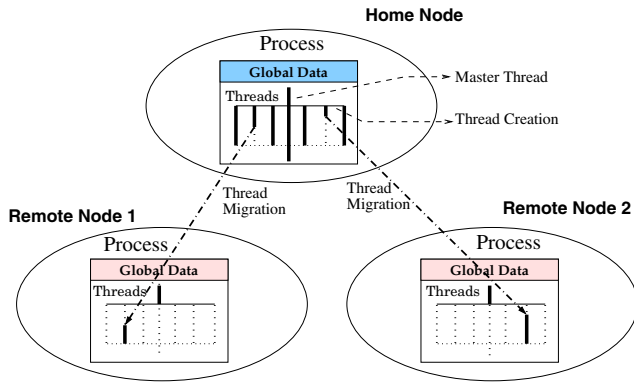 Home Node
Process
Global Data
Threads
Master Thread
Thread Creation
Thread
Migration
Thread
Migration
Remote Node 1
Process
Global Data
Threads
Remote Node 2
Process
Global Data
Threads